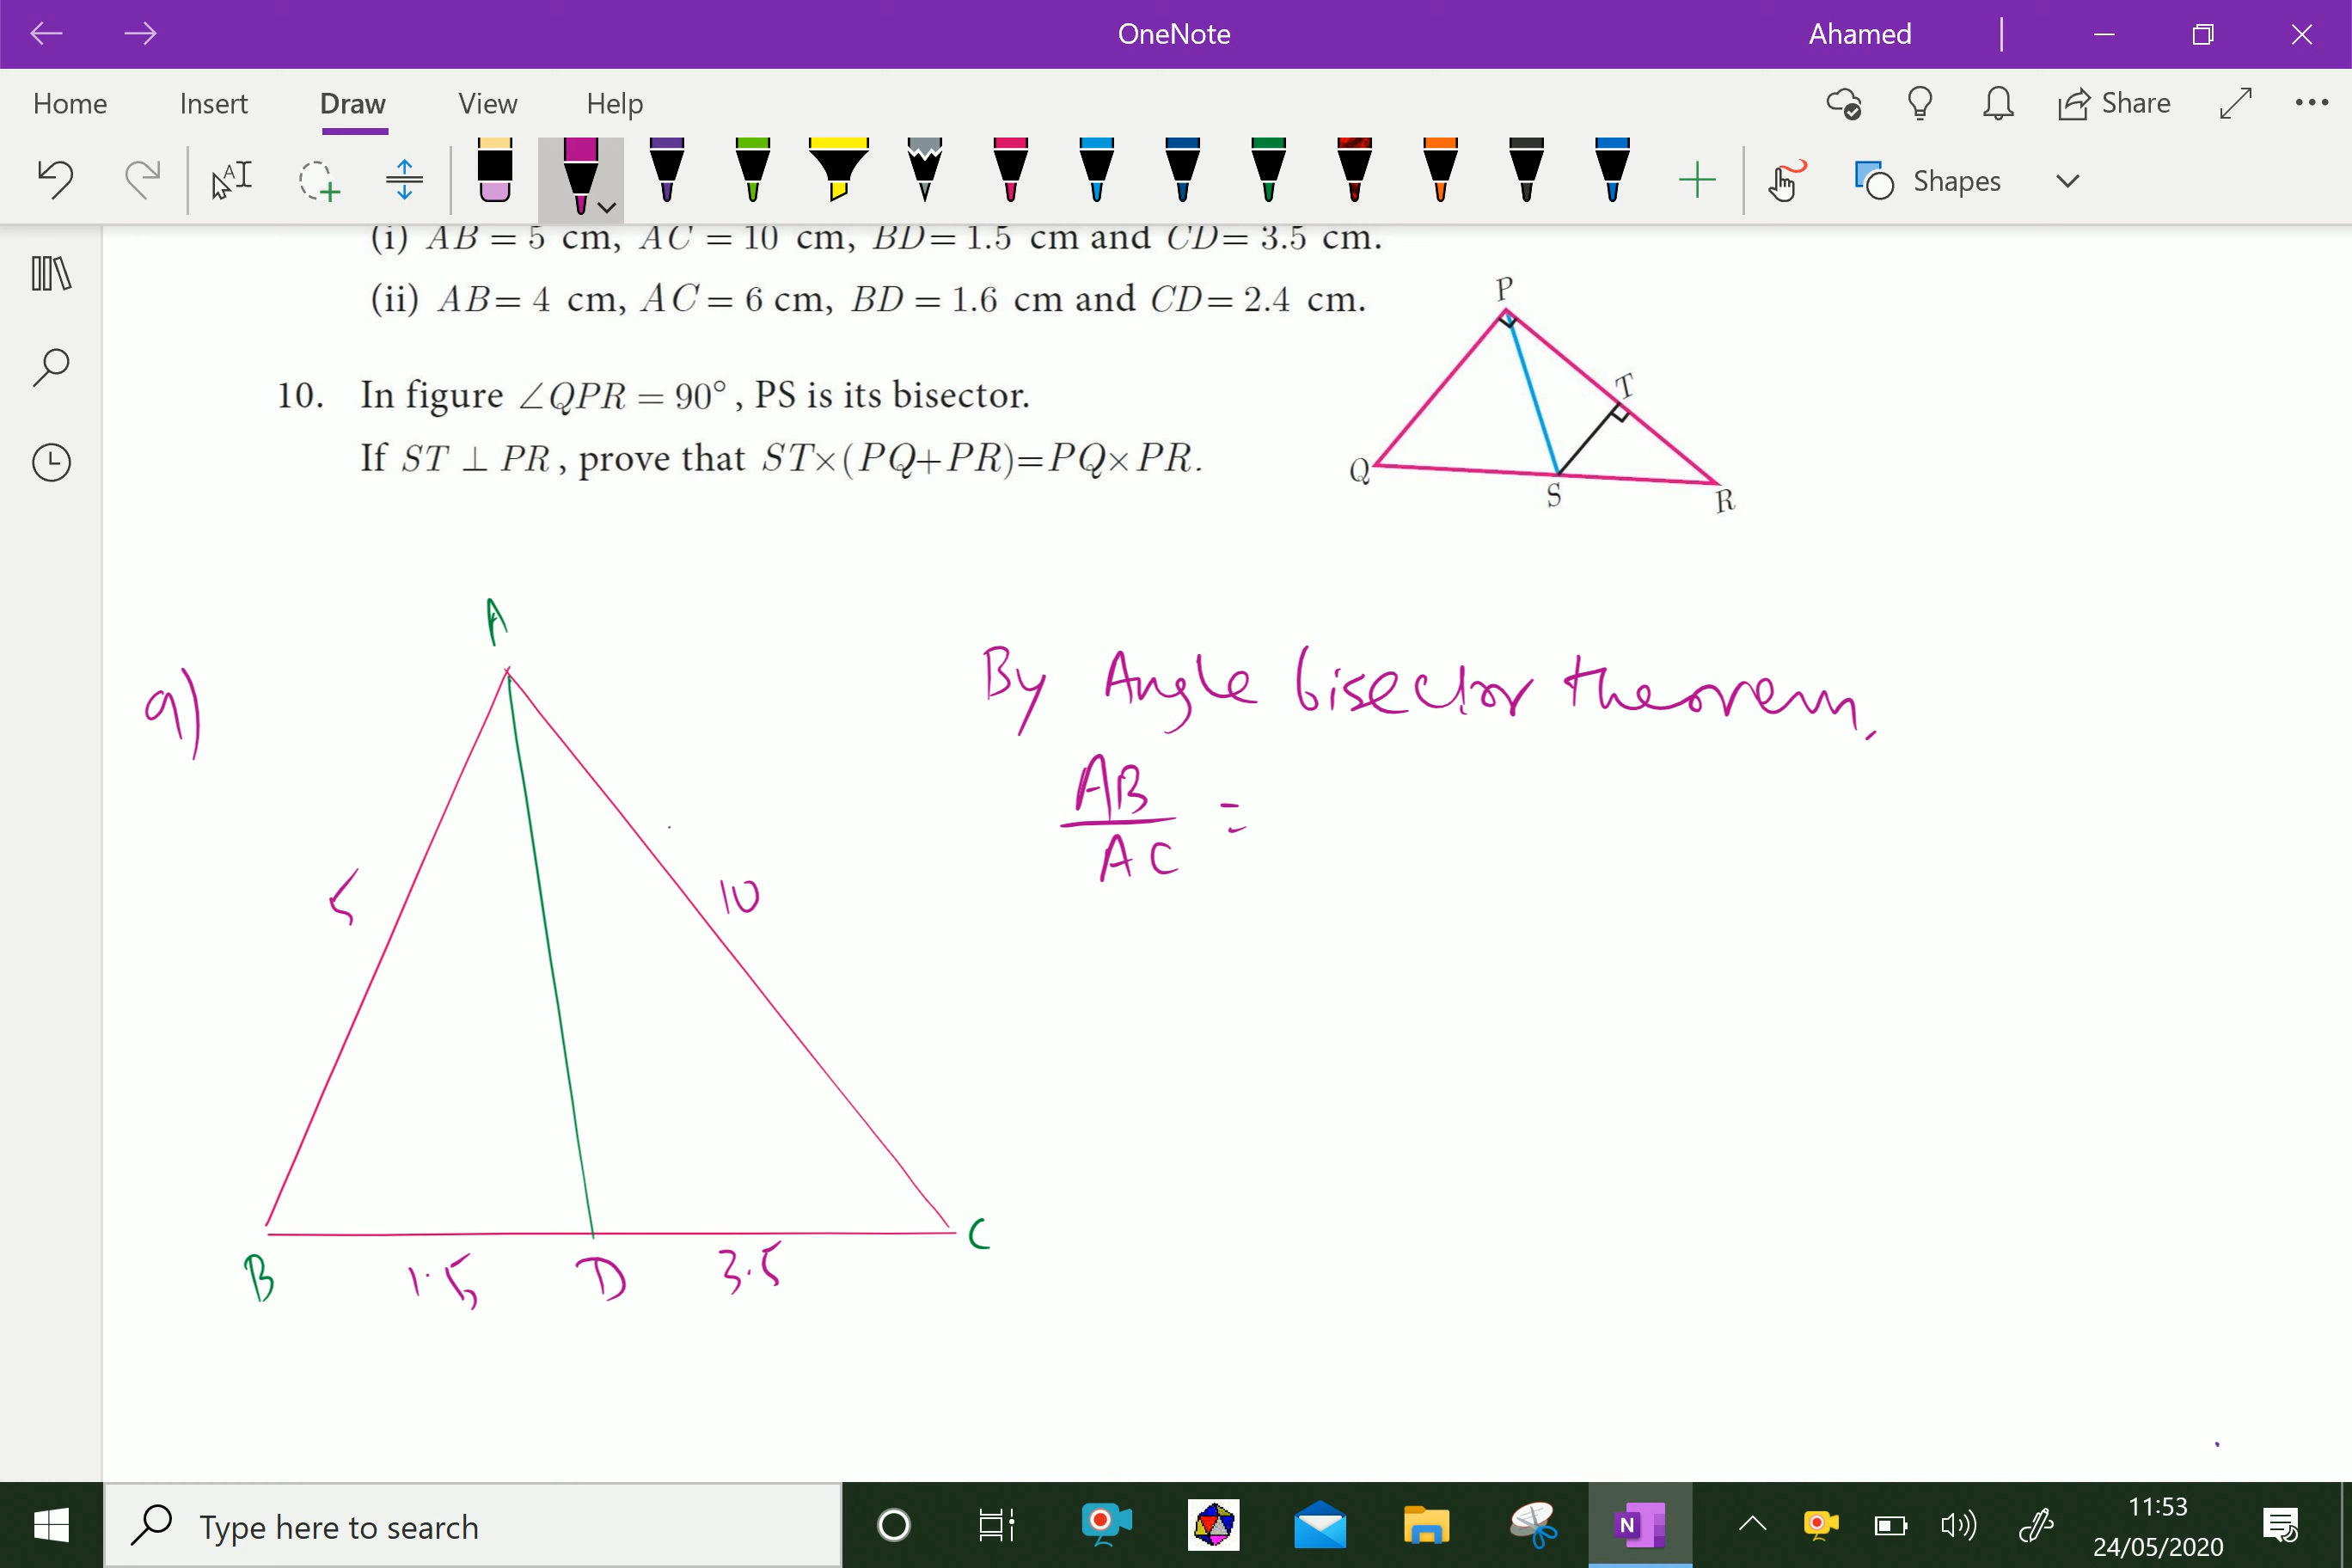 OneNote
Ahamed
Home Insert Draw View Help
Share
Shapes
(i) AB = 5 cm, AC = 10 cm, BD= 1.5 cm and CD= 3.5 cm.
(ii) AB= 4 cm, AC= 6 cm, BD = 1.6 cm and CD= 2.4 cm.
10. In figure ∠QPR = 90°, PS is its bisector.
If ST ⊥ PR, prove that ST×(PQ+PR)=PQ×PR.
P
T
Q
S
R
9)
A
5
10
B
1.5
D
3.5
C
By Angle bisector theorem,
AB
=
AC
Type here to search
N
11:53
24/05/2020